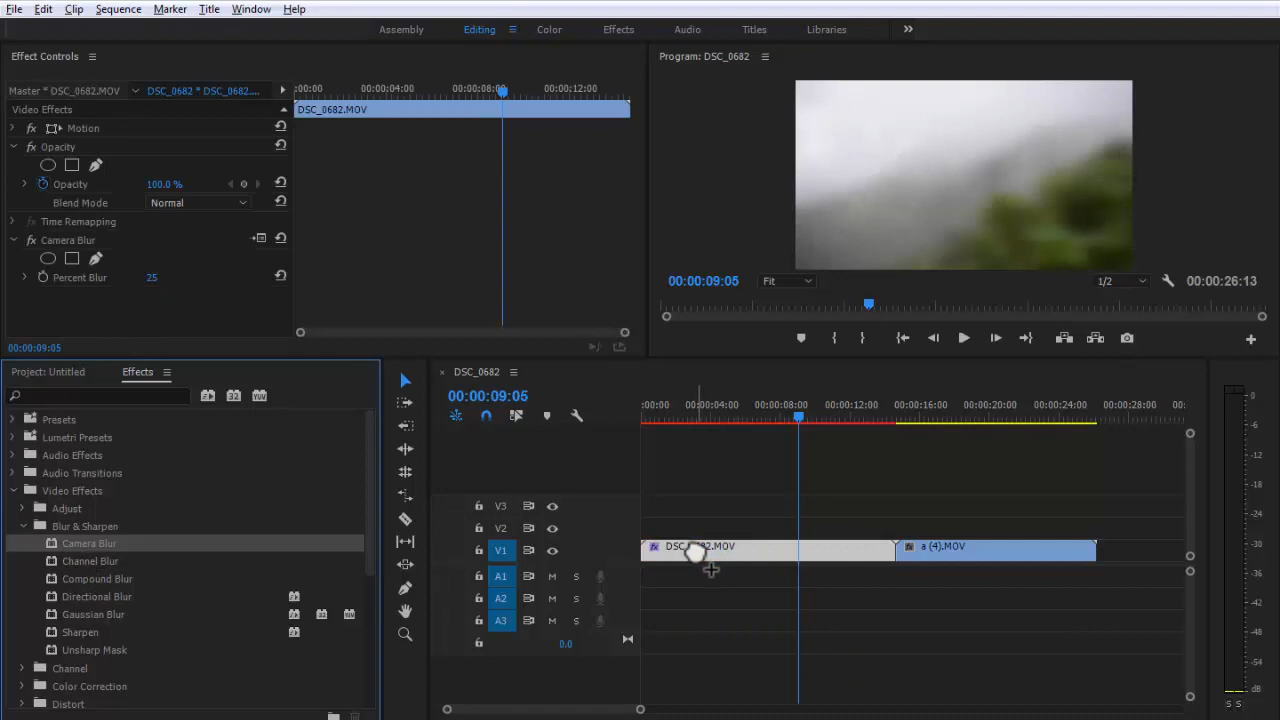 File Edit Clip Sequence Marker Title Window Help
Assembly Editing Color Effects Audio Titles Libraries
Effect Controls
Program: DSC_0682
Master * DSC_0682.MOV DSC_0682 * DSC_0682....
:00:00 00:00:04:00 00:00:08:00 00:00:12:00
Video Effects
DSC_0682.MOV
fx Motion
fx Opacity
Opacity 100.0 %
Blend Mode Normal
fx Time Remapping
fx Camera Blur
Percent Blur 25
00:00:09:05 Fit 1/2 00:00:26:13
00:00:09:05
Project: Untitled Effects
DSC_0682
00:00:09:05
32 YUV
:00:00 00:00:04:00 00:00:08:00 00:00:12:00 00:00:16:00 00:00:20:00 00:00:24:00 00:00:28:00 00:
Presets
Lumetri Presets
Audio Effects
Audio Transitions
Video Effects
Adjust
Blur & Sharpen
Camera Blur
Channel Blur
Compound Blur
Directional Blur
Gaussian Blur 32 YUV
Sharpen
Unsharp Mask
Channel
Color Correction
Distort
V3
V2
V1 fx fx a (4).MOV
A1 M S
A2 M S
A3 M S
0.0
0
-6
-12
-18
-24
-30
-36
-42
-48
-54
dB
S S